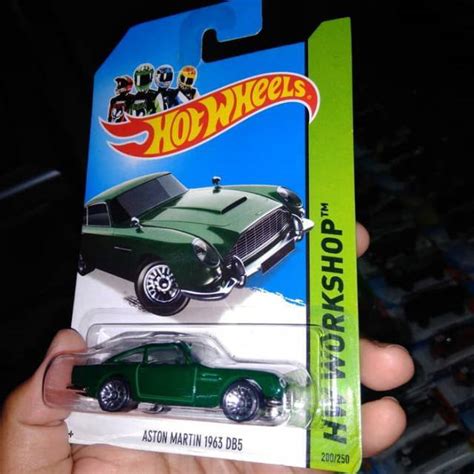 HOT WHEELS
HW WORKSHOP™
ASTON MARTIN 1963 DB5
200/250